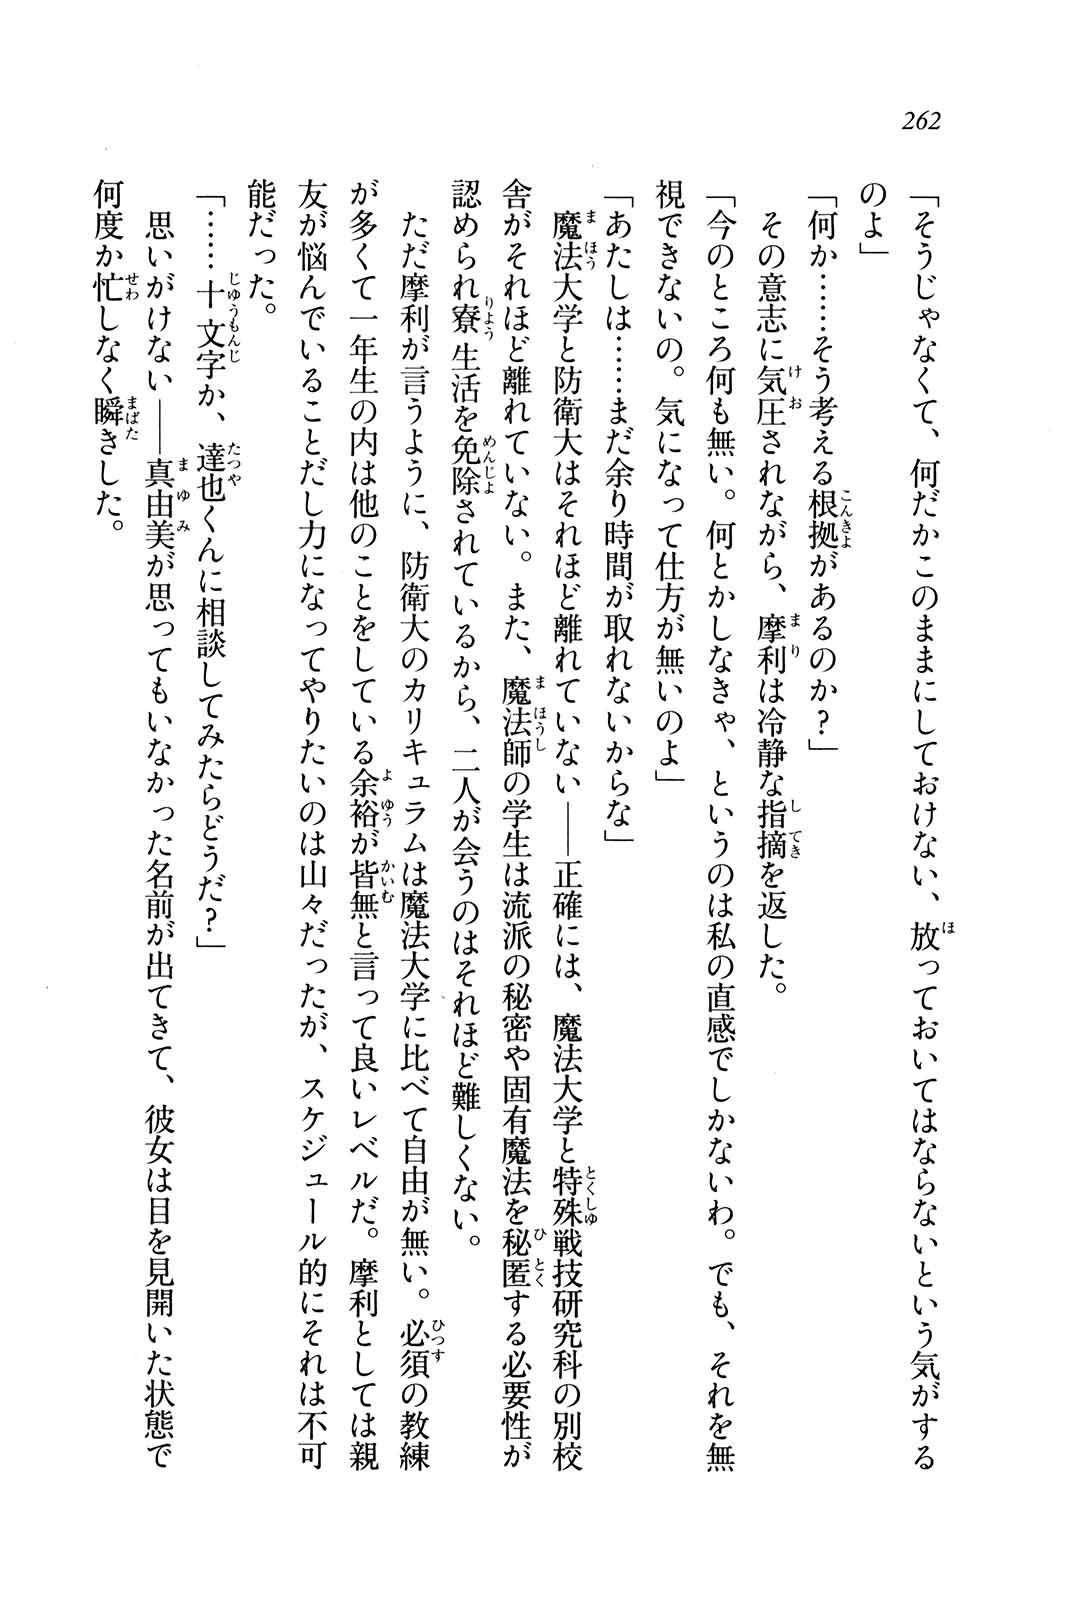 262
「そうじゃなくて、何だかこのままにしておけない、放っておいてはならないという気がする
のよ」
「何か……そう考える根拠があるのか?」
その意志に気圧されながら、摩利は冷静な指摘を返した。
「今のところ何も無い。何とかしなきゃ、というのは私の直感でしかないわ。でも、それを無
視できないの。気になって仕方が無いのよ」
「あたしは……まだ余り時間が取れないからな」
魔法大学と防衛大はそれほど離れていない――正確には、魔法大学と特殊戦技研究科の別校
舎がそれほど離れていない。また、魔法師の学生は流派の秘密や固有魔法を秘匿する必要性が
認められ寮生活を免除されているから、二人が会うのはそれほど難しくない。
ただ摩利が言うように、防衛大のカリキュラムは魔法大学に比べて自由が無い。必須の教練
が多くて一年生の内は他のことをしている余裕が皆無と言って良いレベルだ。摩利としては親
友が悩んでいることだし力になってやりたいのは山々だったが、スケジュール的にそれは不可
能だった。
「……十文字か、達也くんに相談してみたらどうだ?」
思いがけない――真由美が思ってもいなかった名前が出てきて、彼女は目を見開いた状態で
何度か忙しなく瞬きした。